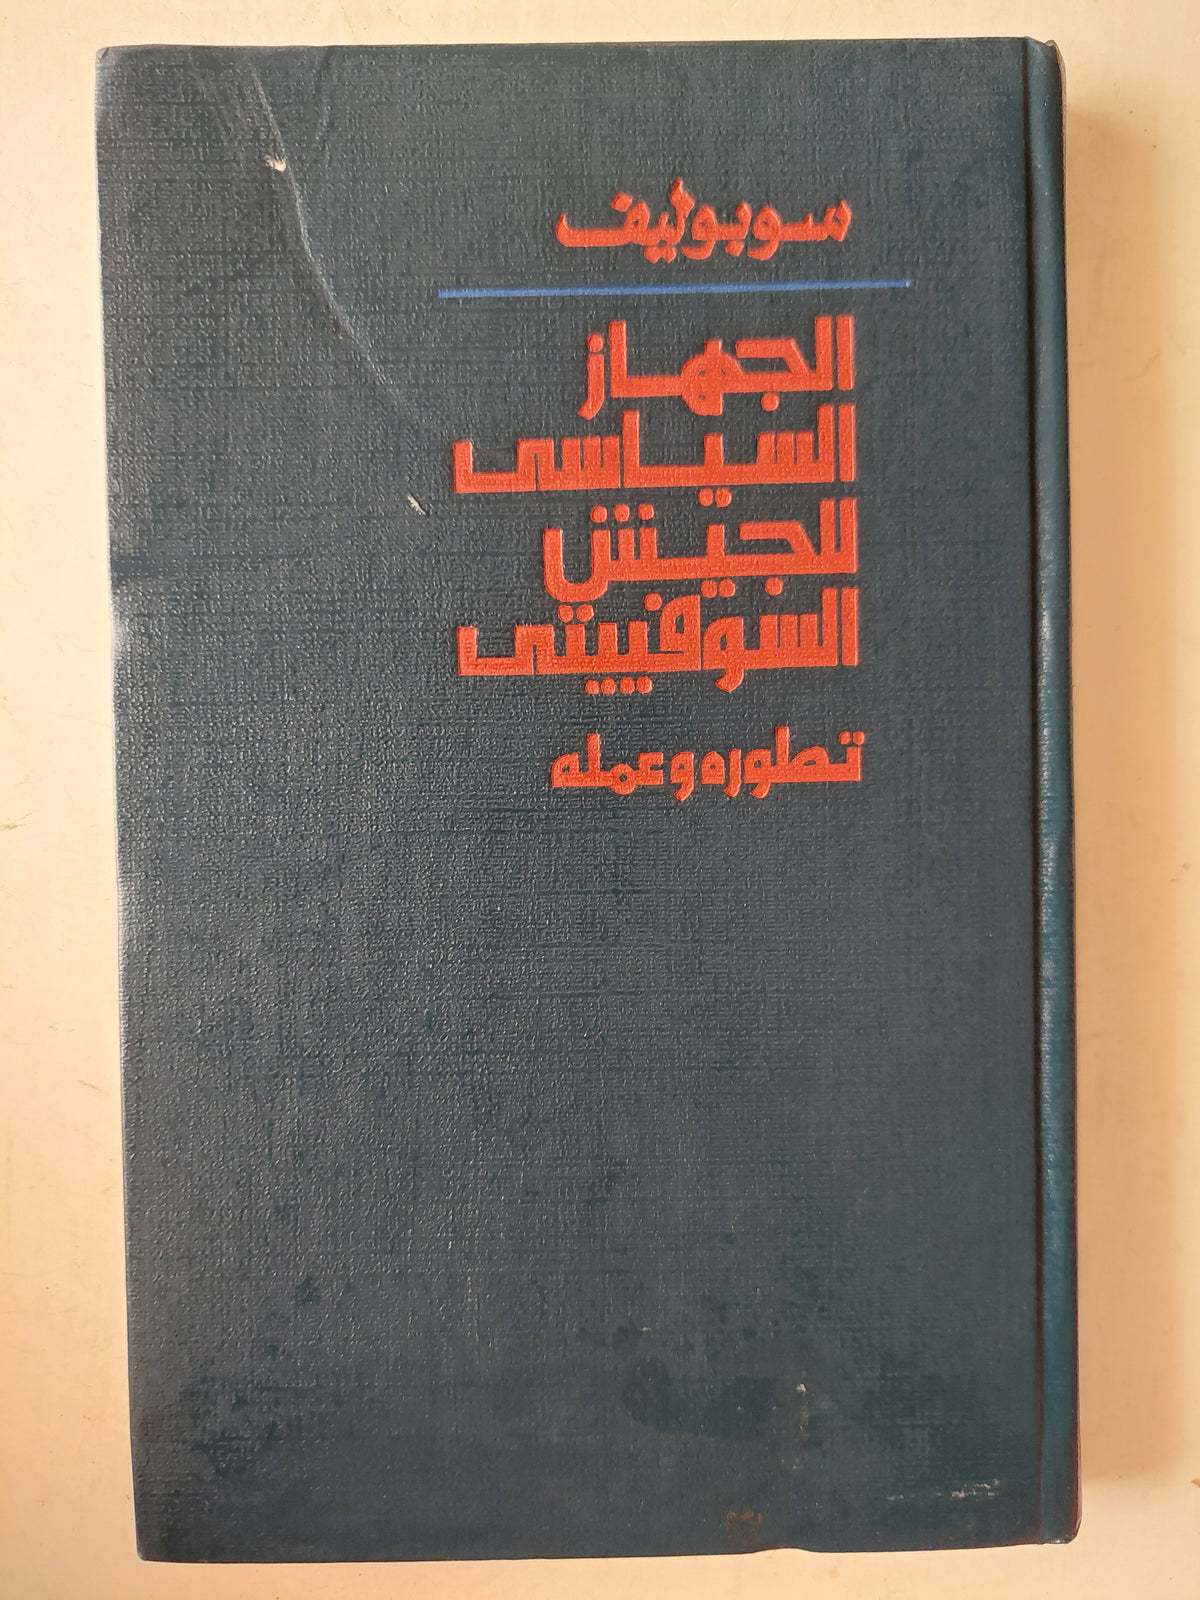 سوبوليف
الجهاز
السياسى
للجيش
السوفييتى
تطوره وعمله